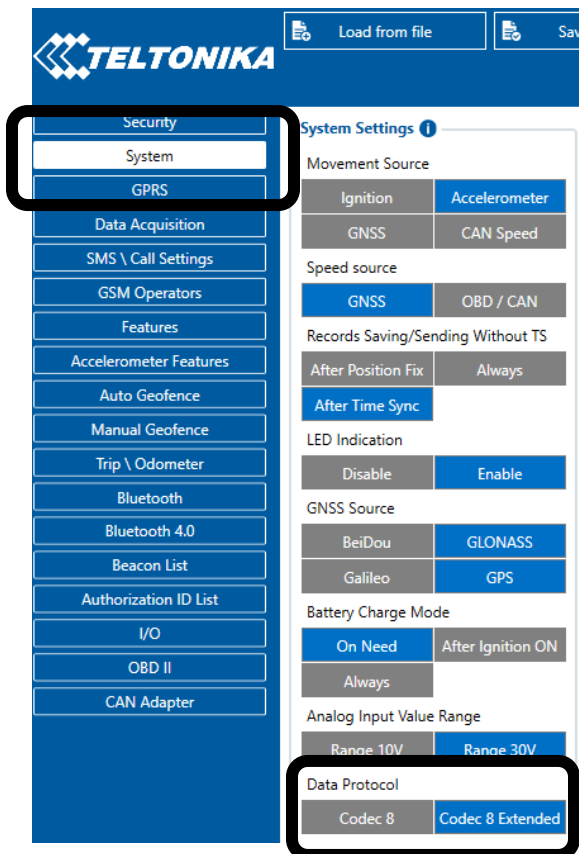 Load from file
Sav
TELTONIKA
Security
System
GPRS
Data Acquisition
SMS \ Call Settings
GSM Operators
Features
Accelerometer Features
Auto Geofence
Manual Geofence
Trip \ Odometer
Bluetooth
Bluetooth 4.0
Beacon List
Authorization ID List
I/O
OBD II
CAN Adapter
System Settings i
Movement Source
Ignition Accelerometer
GNSS CAN Speed
Speed source
GNSS OBD / CAN
Records Saving/Sending Without TS
After Position Fix Always
After Time Sync
LED Indication
Disable Enable
GNSS Source
BeiDou GLONASS
Galileo GPS
Battery Charge Mode
On Need After Ignition ON
Always
Analog Input Value Range
Range 10V Range 30V
Data Protocol
Codec 8 Codec 8 Extended